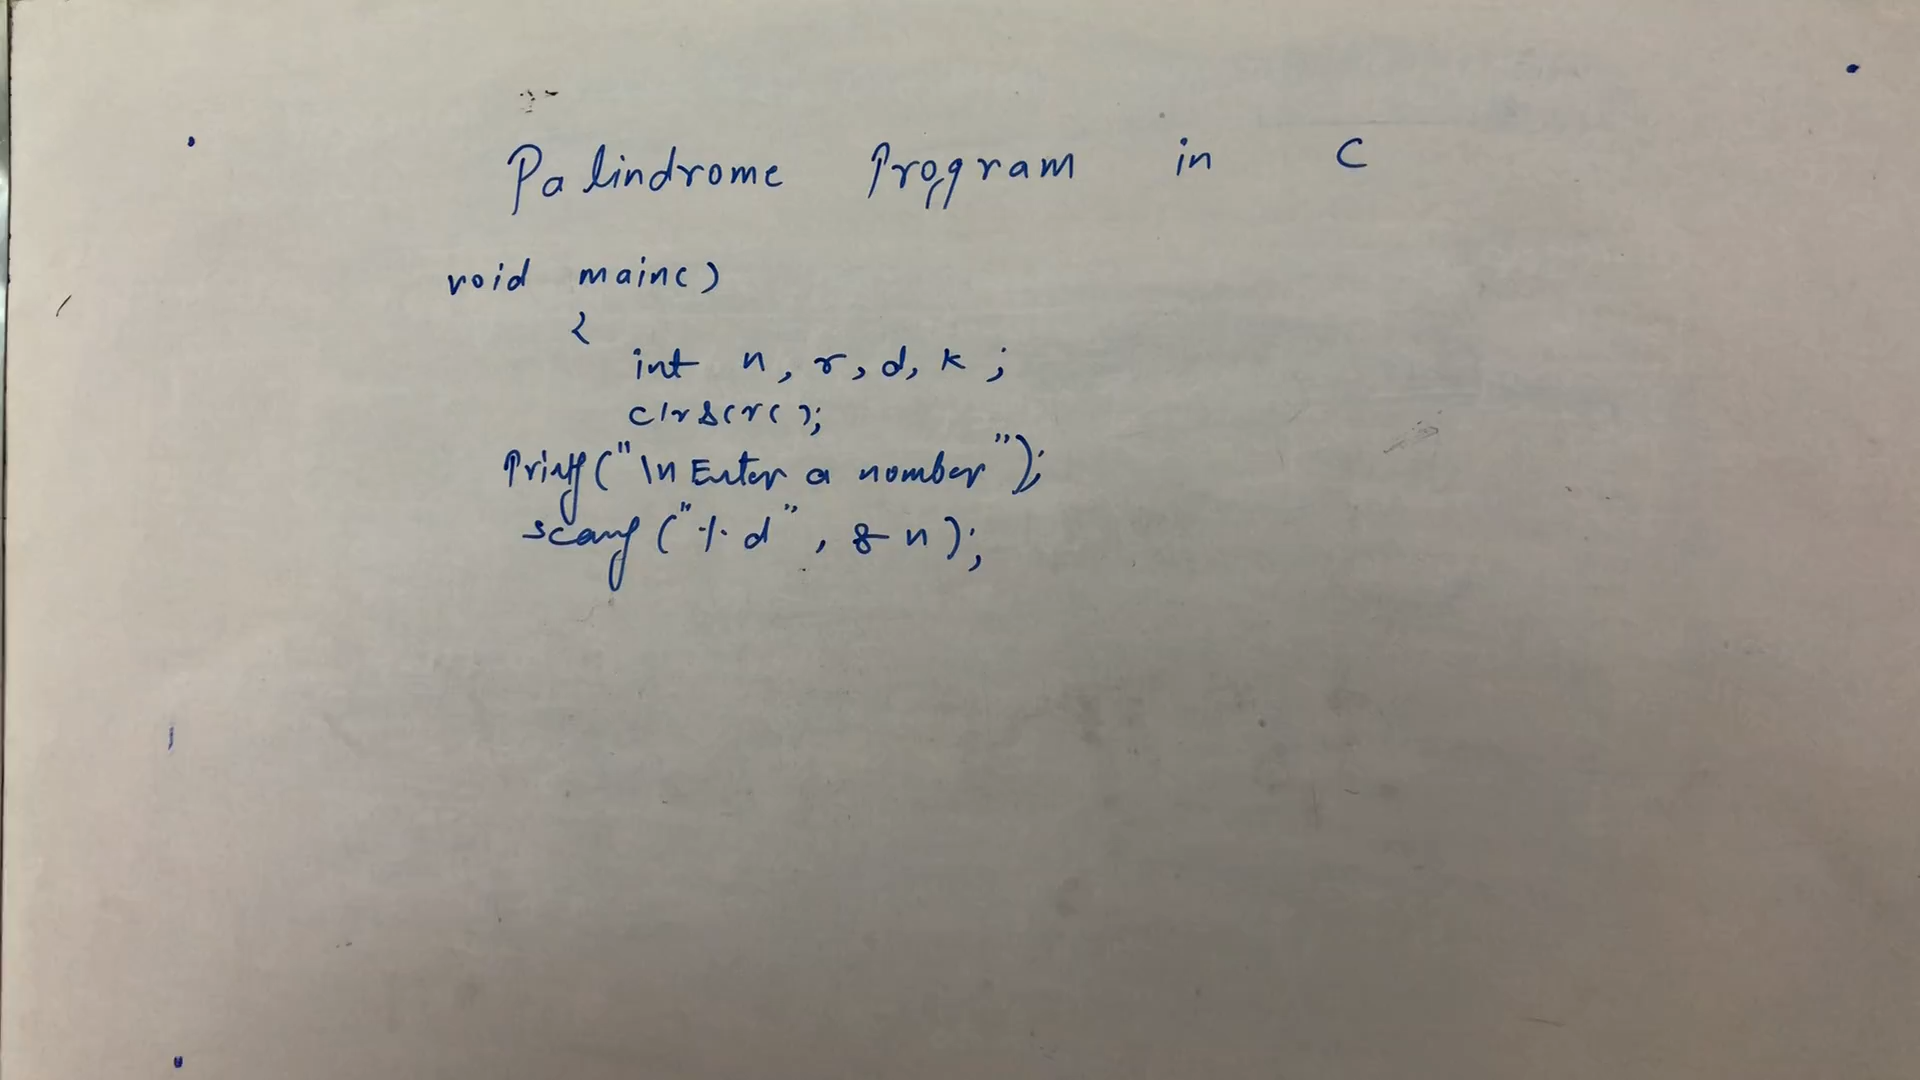 Palindrome Program in C
void main()
{
int n, r, d, k;
clrscr();
Printf("\n Enter a number");
scanf("%d", &n);